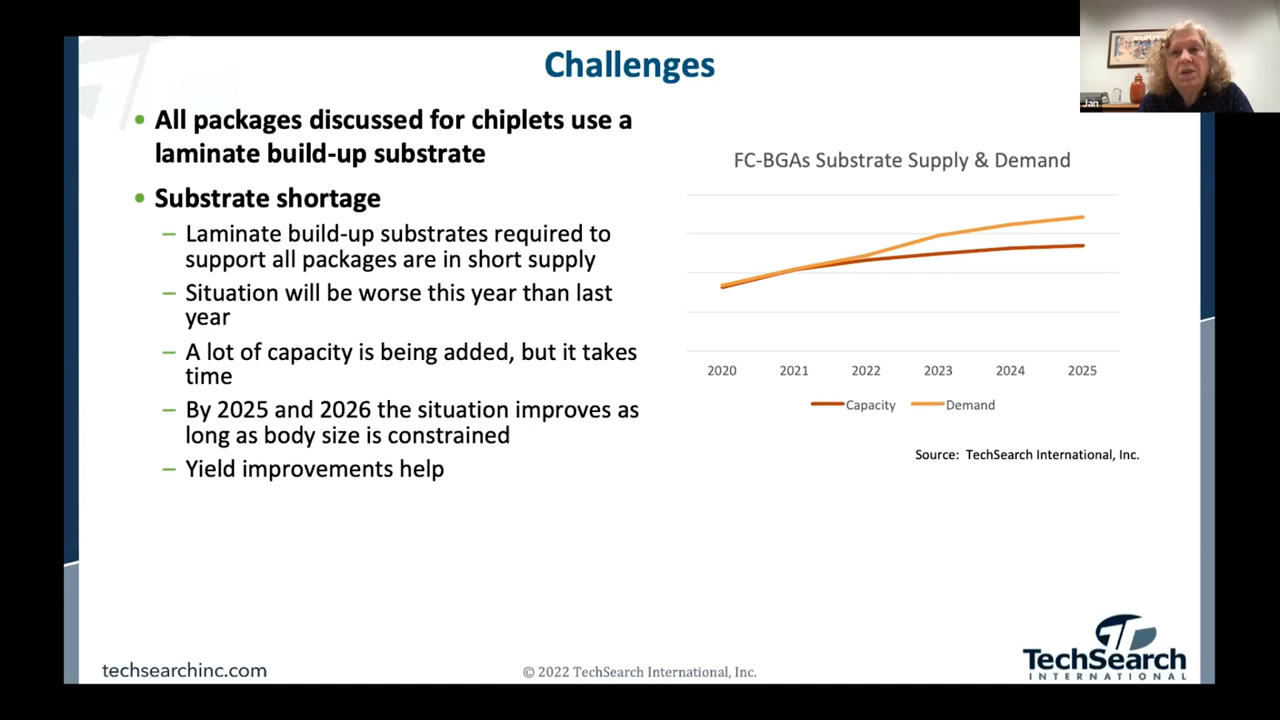 Challenges
All packages discussed for chiplets use a
laminate build-up substrate
Substrate shortage
– Laminate build-up substrates required to
support all packages are in short supply
– Situation will be worse this year than last
year
– A lot of capacity is being added, but it takes
time
– By 2025 and 2026 the situation improves as
long as body size is constrained
– Yield improvements help
FC-BGAs Substrate Supply & Demand
2020 2021 2022 2023 2024 2025
Capacity Demand
Source: TechSearch International, Inc.
Jan
techsearchinc.com
© 2022 TechSearch International, Inc.
TechSearch
INTERNATIONAL